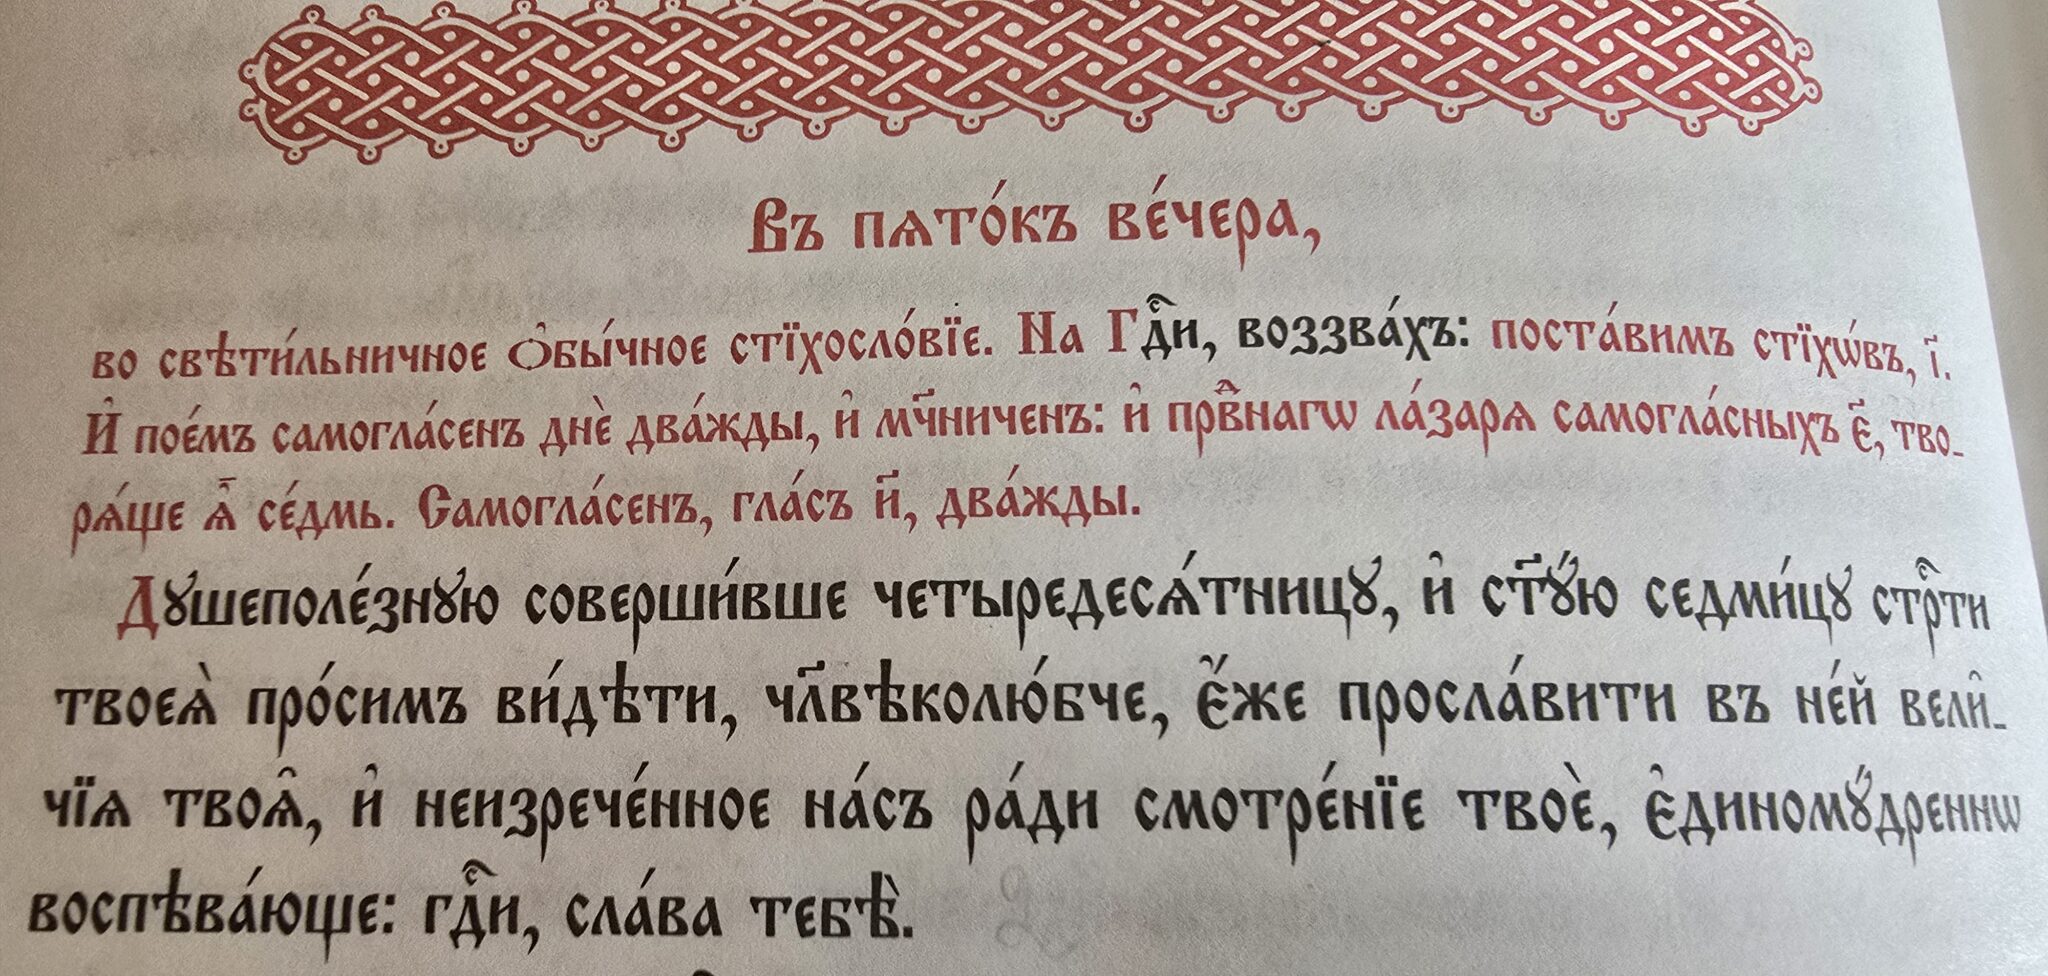 Въ пѧто́къ ве́чера,
во свѣти́льничное Ѻ҆бы́чное стїхосло́вїе. На Гдⷭ҇и, воззва́хъ: поста́вимъ стїхѡ́въ, і҃.
И҆ пое́мъ самогла́сенъ днѐ два́жды, и҆ мч҃ниченъ: и҆ првⷣнагѡ ла́зарѧ самогла́сныхъ є҃, тво-
рѧ́ще ѧ҆̀ се́дмь. Самогла́сенъ, гла́съ и҃, два́жды.
Дꙋшеполе́знꙋю соверши́вше четыредесѧ́тницꙋ, и҆ ст҃ꙋ́ю седми́цꙋ стрⷭ҇ти
твоеѧ̀ про́симъ ви́дѣти, чл҃вѣколю́бче, є҆́же просла́вити въ не́й вели̑-
чїѧ твоѧ̑, и҆ неизрече́нное на́съ ра́ди смотре́нїе твоѐ, є҆диномꙋ́дреннѡ
воспѣва́юще: гдⷭ҇и, сла́ва тебѣ̀.